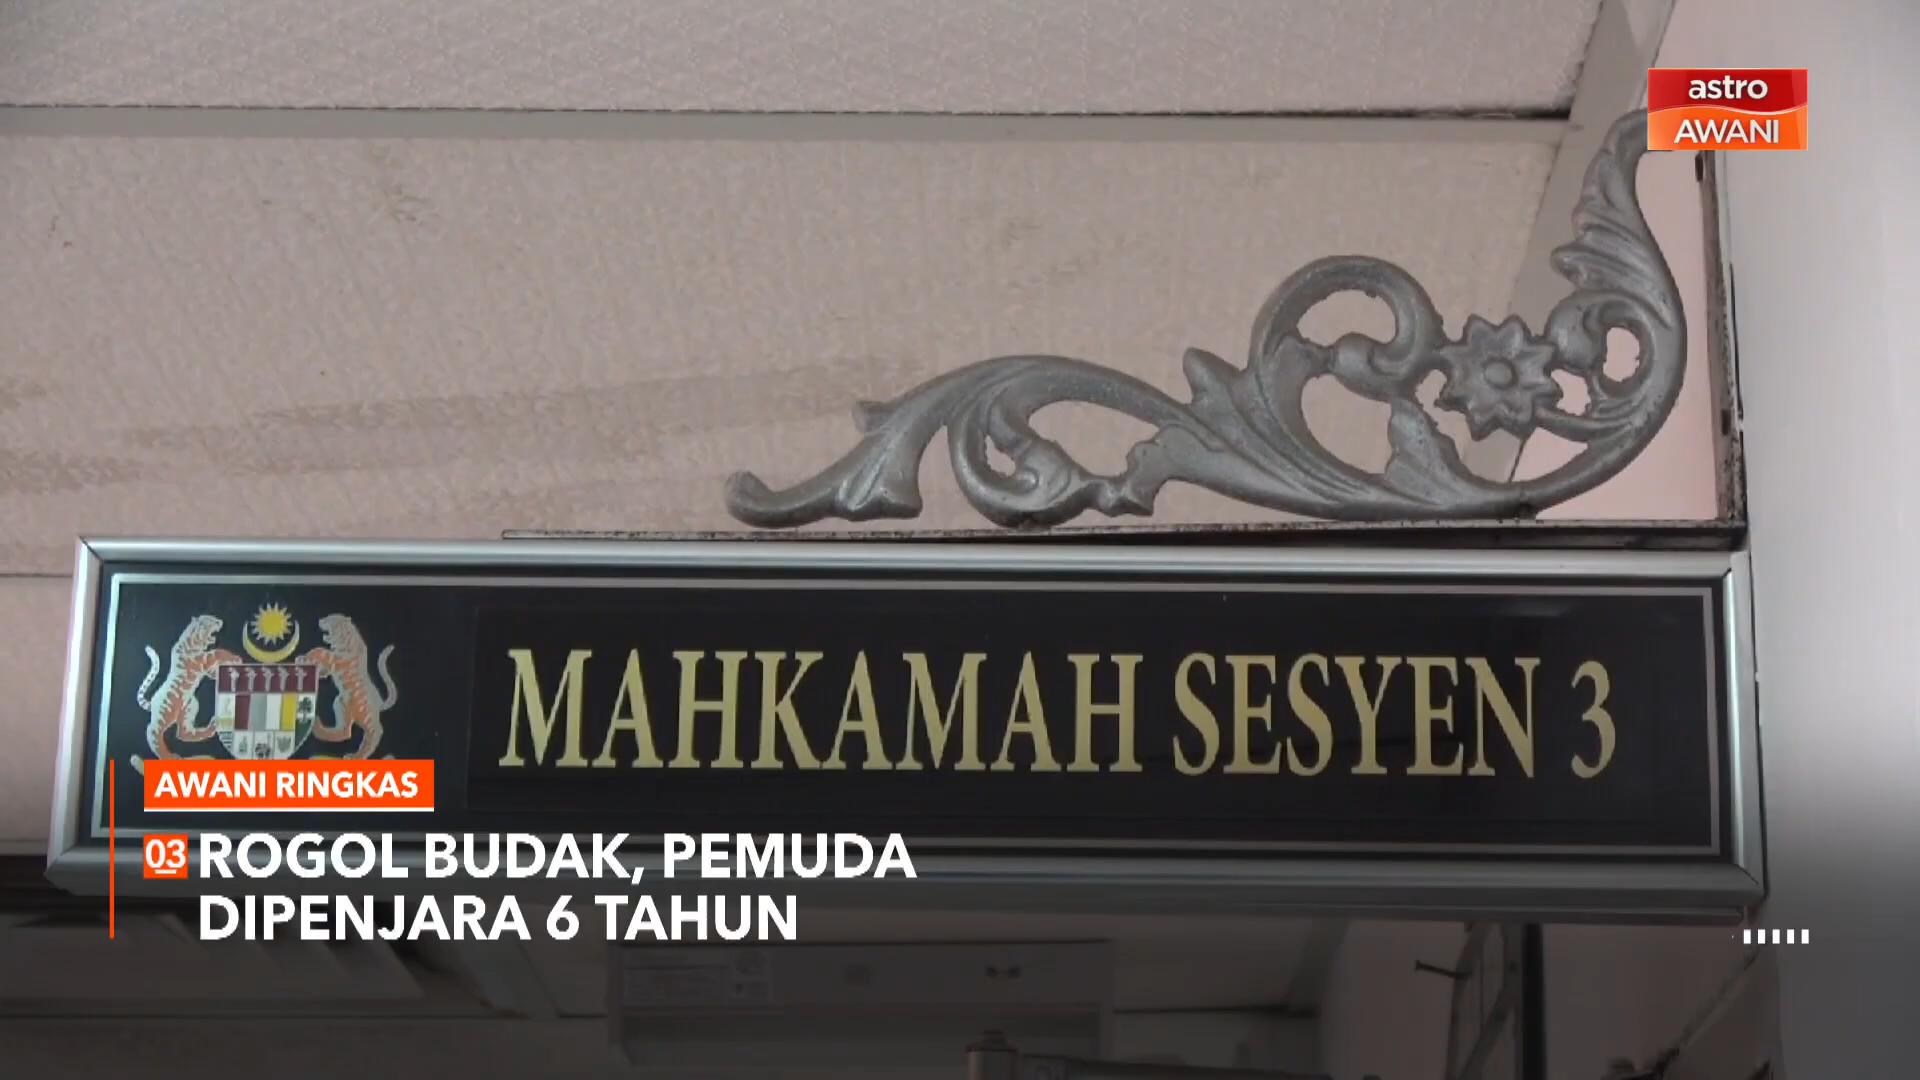 astro
AWANI
MAHKAMAH SESYEN 3
AWANI RINGKAS
03 ROGOL BUDAK, PEMUDA
DIPENJARA 6 TAHUN